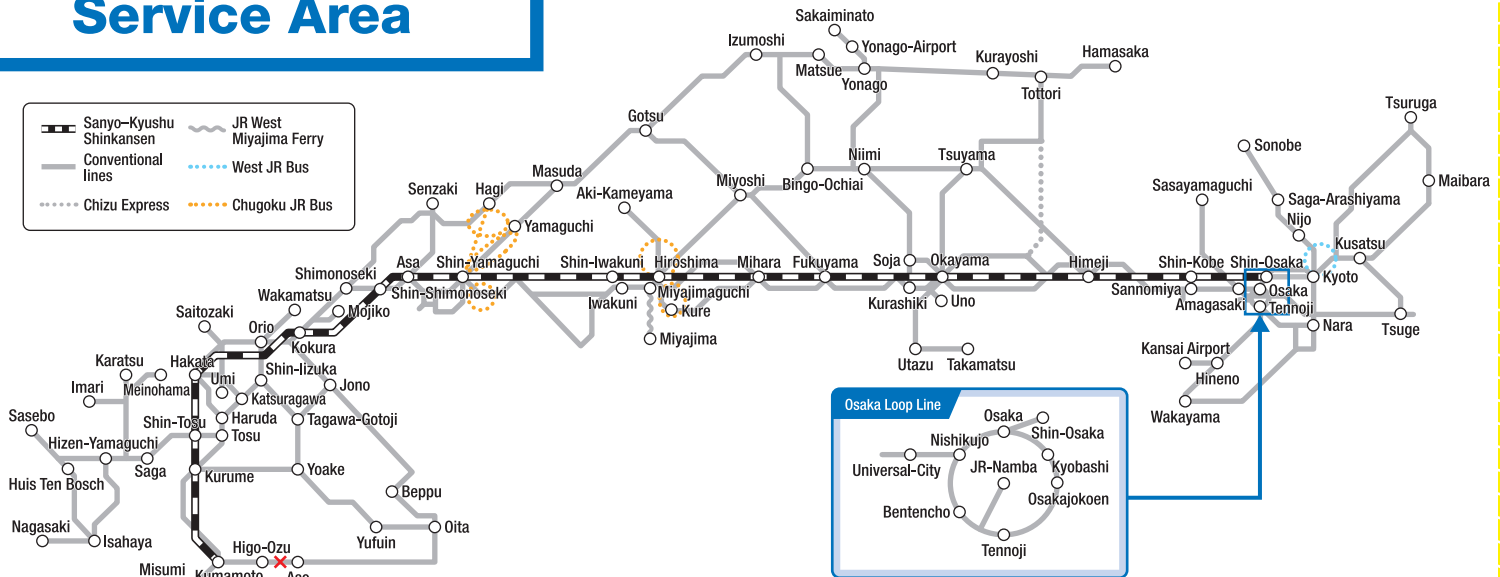 Service Area
Sanyo–Kyushu
Shinkansen
Conventional
lines
Chizu Express
JR West
Miyajima Ferry
West JR Bus
Chugoku JR Bus
Sakaiminato
Yonago-Airport
Izumoshi
Matsue
Yonago
Kurayoshi
Hamasaka
Tottori
Gotsu
Tsuruga
Sonobe
Maibara
Masuda
Niimi
Tsuyama
Bingo-Ochiai
Miyoshi
Senzaki
Hagi
Aki-Kameyama
Sasayamaguchi
Saga-Arashiyama
Nijo
Kusatsu
Yamaguchi
Asa
Shin-Yamaguchi
Shin-Iwakuni
Hiroshima
Mihara
Fukuyama
Soja
Okayama
Himeji
Shin-Kobe
Shin-Osaka
Kyoto
Shimonoseki
Shin-Shimonoseki
Iwakuni
Miyajimaguchi
Kurashiki
Uno
Sannomiya
Amagasaki
Osaka
Tennoji
Wakamatsu
Mojiko
Kure
Saitozaki
Orio
Kokura
Miyajima
Nara
Tsuge
Utazu
Takamatsu
Kansai Airport
Hineno
Wakayama
Karatsu
Hakata
Meinohama
Imari
Umi
Shin-Iizuka
Jono
Katsuragawa
Sasebo
Shin-Tosu
Haruda
Tosu
Tagawa-Gotoji
Hizen-Yamaguchi
Saga
Huis Ten Bosch
Kurume
Yoake
Beppu
Nagasaki
Isahaya
Yufuin
Oita
Higo-Ozu
Misumi
Kumamoto
Aso
Osaka Loop Line
Osaka
Shin-Osaka
Nishikujo
Universal-City
JR-Namba
Kyobashi
Osakajokoen
Bentencho
Tennoji